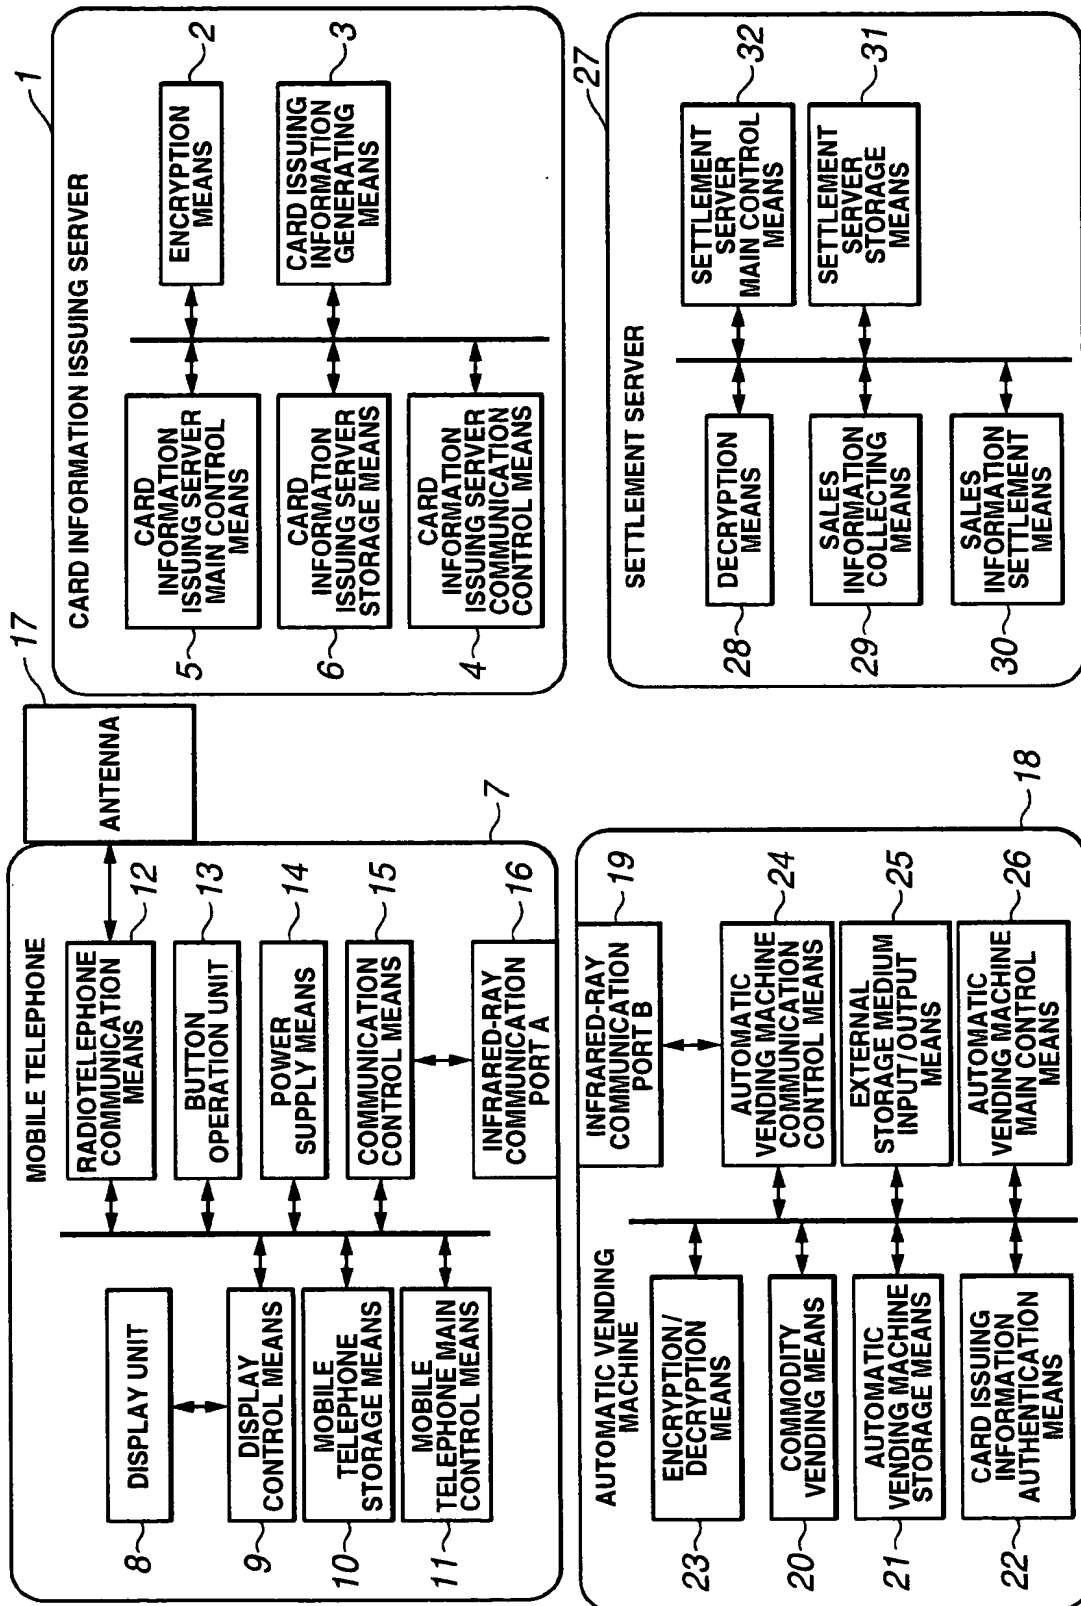 MOBILE TELEPHONE
7
DISPLAY UNIT
8
DISPLAY
CONTROL MEANS
9
MOBILE
TELEPHONE
STORAGE MEANS
10
MOBILE
TELEPHONE MAIN
CONTROL MEANS
11
RADIOTELEPHONE
COMMUNICATION
MEANS
12
BUTTON
OPERATION UNIT
13
POWER
SUPPLY MEANS
14
COMMUNICATION
CONTROL MEANS
15
INFRARED-RAY
COMMUNICATION
PORT A
16
ANTENNA
17
CARD INFORMATION ISSUING SERVER
1
CARD
INFORMATION
ISSUING SERVER
MAIN CONTROL
MEANS
5
CARD
INFORMATION
ISSUING SERVER
STORAGE MEANS
6
CARD
INFORMATION
ISSUING SERVER
COMMUNICATION
CONTROL MEANS
4
ENCRYPTION
MEANS
2
CARD ISSUING
INFORMATION
GENERATING
MEANS
3
AUTOMATIC VENDING
MACHINE
18
INFRARED-RAY
COMMUNICATION
PORT B
19
ENCRYPTION/
DECRYPTION
MEANS
23
COMMODITY
VENDING MEANS
20
AUTOMATIC
VENDING MACHINE
STORAGE MEANS
21
CARD ISSUING
INFORMATION
AUTHENTICATION
MEANS
22
AUTOMATIC
VENDING MACHINE
COMMUNICATION
CONTROL MEANS
24
EXTERNAL
STORAGE MEDIUM
INPUT/OUTPUT
MEANS
25
AUTOMATIC
VENDING MACHINE
MAIN CONTROL
MEANS
26
SETTLEMENT SERVER
27
DECRYPTION
MEANS
28
SALES
INFORMATION
COLLECTING
MEANS
29
SALES
INFORMATION
SETTLEMENT
MEANS
30
SETTLEMENT
SERVER
MAIN CONTROL
MEANS
32
SETTLEMENT
SERVER
STORAGE
MEANS
31